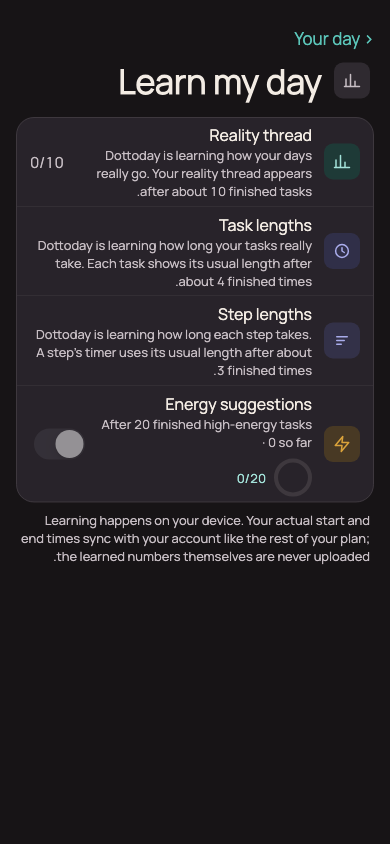 Your day ›
Learn my day
Reality thread
Dottoday is learning how your days
really go. Your reality thread appears
.after about 10 finished tasks
0/10
Task lengths
Dottoday is learning how long your tasks really
take. Each task shows its usual length after
.about 4 finished times
Step lengths
Dottoday is learning how long each step takes.
A step's timer uses its usual length after about
.3 finished times
Energy suggestions
After 20 finished high-energy tasks
· 0 so far
0/20
Learning happens on your device. Your actual start and
end times sync with your account like the rest of your plan;
.the learned numbers themselves are never uploaded